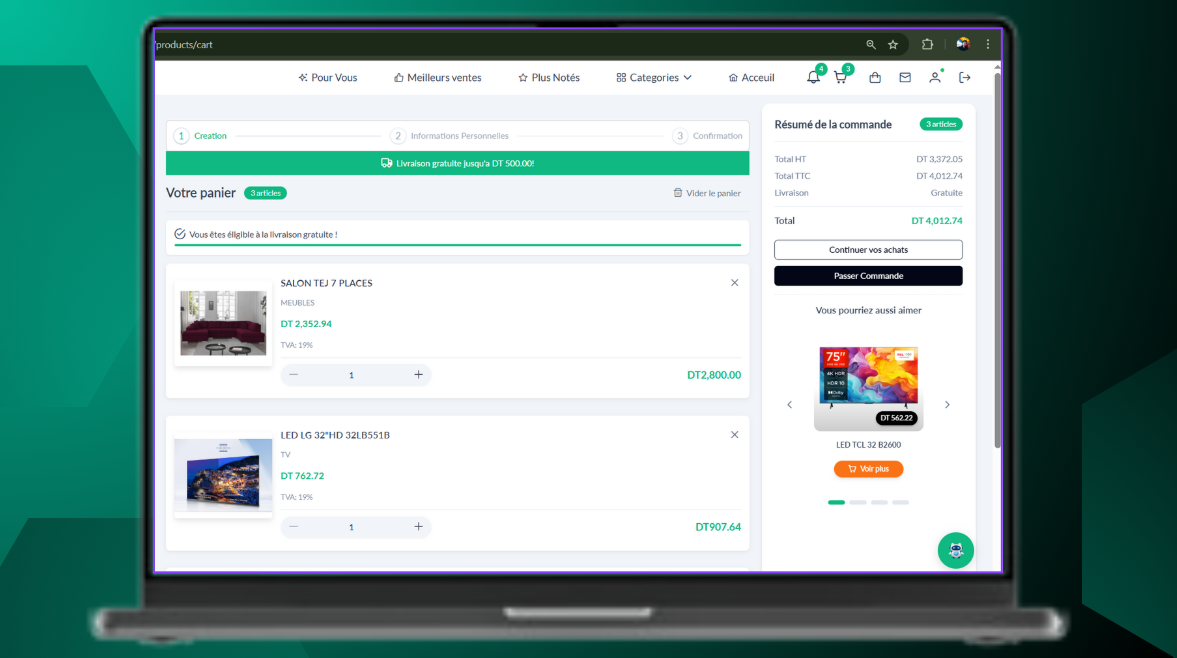 /products/cart
Pour Vous
Meilleurs ventes
Plus Notés
Categories
Acceuil
4
3
1 Creation
2 Informations Personnelles
3 Confirmation
Livraison gratuite jusqu'a DT 500.00!
Votre panier 3 articles
Vider le panier
Vous êtes éligible à la livraison gratuite !
SALON TEJ 7 PLACES
MEUBLES
DT 2,352.94
TVA: 19%
1
DT2,800.00
LED LG 32"HD 32LB551B
TV
DT 762.72
TVA: 19%
1
DT907.64
Résumé de la commande 3 articles
Total HT DT 3,372.05
Total TTC DT 4,012.74
Livraison Gratuite
Total DT 4,012.74
Continuer vos achats
Passer Commande
Vous pourriez aussi aimer
75"
4K HDR
HDR 10
DT 562.22
LED TCL 32 B2600
Voir plus